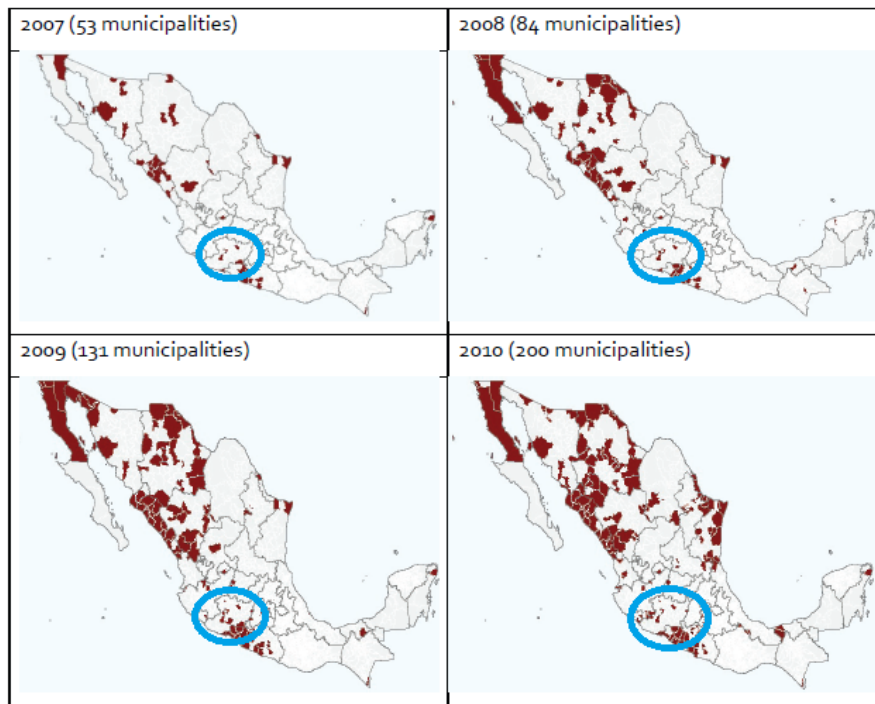 2007 (53 municipalities)
2008 (84 municipalities)
2009 (131 municipalities)
2010 (200 municipalities)